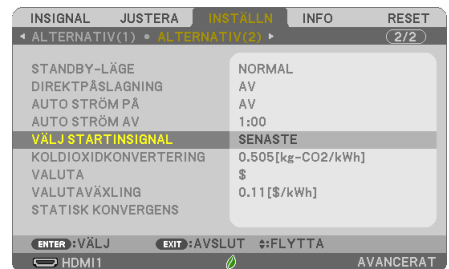 INSIGNAL JUSTERA INSTÄLLN INFO RESET
ALTERNATIV(1) ALTERNATIV(2) 2/2
STANDBY-LÄGE NORMAL
DIREKTPÅSLAGNING AV
AUTO STRÖM PÅ AV
AUTO STRÖM AV 1:00
VÄLJ STARTINSIGNAL SENASTE
KOLDIOXIDKONVERTERING 0.505[kg-CO2/kWh]
VALUTA $
VALUTAVÄXLING 0.11[$/kWh]
STATISK KONVERGENS
ENTER:VÄLJ EXIT:AVSLUT :FLYTTA
HDMI1 AVANCERAT